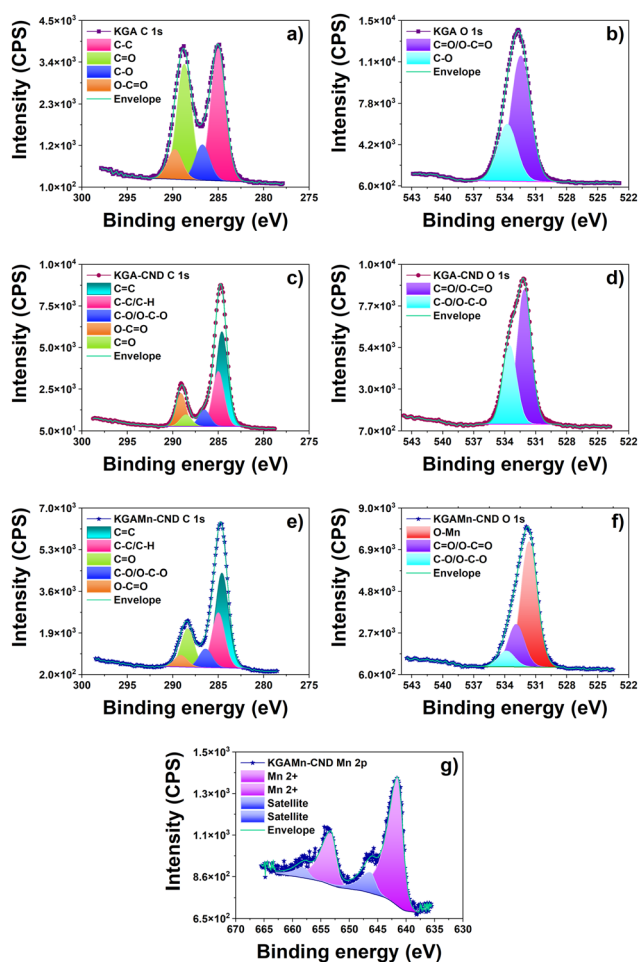 a)
KGA C 1s
C-C
C=O
C-O
O-C=O
Envelope
Intensity (CPS)
4.5×10³
3.4×10³
2.3×10³
1.2×10³
1.0×10²
300 295 290 285 280 275
Binding energy (eV)
b)
KGA O 1s
C=O/O-C=O
C-O
Envelope
Intensity (CPS)
1.5×10⁴
1.1×10⁴
7.8×10³
4.2×10³
6.0×10²
543 540 537 534 531 528 525 522
Binding energy (eV)
c)
KGA-CND C 1s
C=C
C-C/C-H
C-O/O-C-O
O-C=O
C=O
Envelope
Intensity (CPS)
1.0×10⁴
7.5×10³
5.0×10³
2.5×10³
5.0×10¹
300 295 290 285 280 275
Binding energy (eV)
d)
KGA-CND O 1s
C=O/O-C=O
C-O/O-C-O
Envelope
Intensity (CPS)
1.0×10⁴
7.7×10³
5.4×10³
3.0×10³
7.0×10²
543 540 537 534 531 528 525 522
Binding energy (eV)
e)
KGAMn-CND C 1s
C=C
C-C/C-H
C=O
C-O/O-C-O
O-C=O
Envelope
Intensity (CPS)
7.0×10³
5.3×10³
3.6×10³
1.9×10³
2.0×10²
300 295 290 285 280 275
Binding energy (eV)
f)
KGAMn-CND O 1s
O-Mn
C=O/O-C=O
C-O/O-C-O
Envelope
Intensity (CPS)
9.0×10³
6.9×10³
4.8×10³
2.7×10³
6.0×10²
543 540 537 534 531 528 525 522
Binding energy (eV)
g)
KGAMn-CND Mn 2p
Mn 2+
Mn 2+
Satellite
Satellite
Envelope
Intensity (CPS)
1.5×10³
1.3×10³
1.1×10³
8.6×10²
6.5×10²
670 665 660 655 650 645 640 635 630
Binding energy (eV)